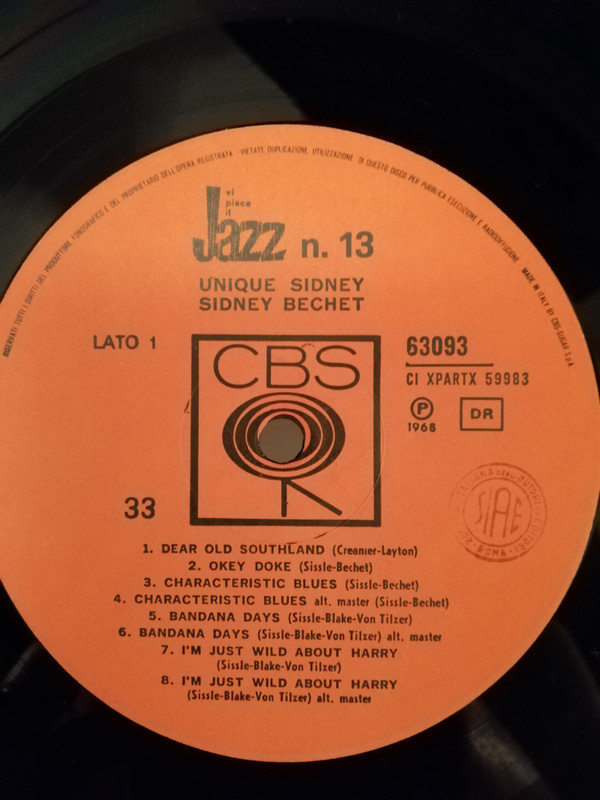 RISERVATI TUTTI I DIRITTI DEL PRODUTTORE FONOGRAFICO E DEL PROPRIETARIO DELL'OPERA REGISTRATA VIETATE DUPLICAZIONE, UTILIZZAZIONE DI QUESTO DISCO PER PUBBLICA ESECUZIONE E RADIODIFFUSIONE. MADE IN ITALY BY CBS-SUGAR S.P.A.
vi
piace
il
Jazz n. 13
UNIQUE SIDNEY
SIDNEY BECHET
LATO 1
CBS
63093
CI XPARTX 59983
P
1968
DR
33
SIAE
ROMA
1. DEAR OLD SOUTHLAND (Creanier-Layton)
2. OKEY DOKE (Sissle-Bechet)
3. CHARACTERISTIC BLUES (Sissle-Bechet)
4. CHARACTERISTIC BLUES alt. master (Sissle-Bechet)
5. BANDANA DAYS (Sissle-Blake-Von Tilzer)
6. BANDANA DAYS (Sissle-Blake-Von Tilzer) alt. master
7. I'M JUST WILD ABOUT HARRY
(Sissle-Blake-Von Tilzer)
8. I'M JUST WILD ABOUT HARRY
(Sissle-Blake-Von Tilzer) alt. master